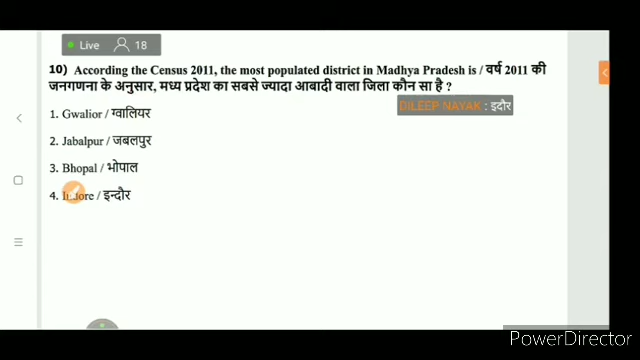 Live 18
10) According the Census 2011, the most populated district in Madhya Pradesh is / वर्ष 2011 की
जनगणना के अनुसार, मध्य प्रदेश का सबसे ज्यादा आबादी वाला जिला कौन सा है ?
DILEEP NAYAK : इदौर
1. Gwalior / ग्वालियर
2. Jabalpur / जबलपुर
3. Bhopal / भोपाल
4. Indore / इन्दौर
PowerDirector